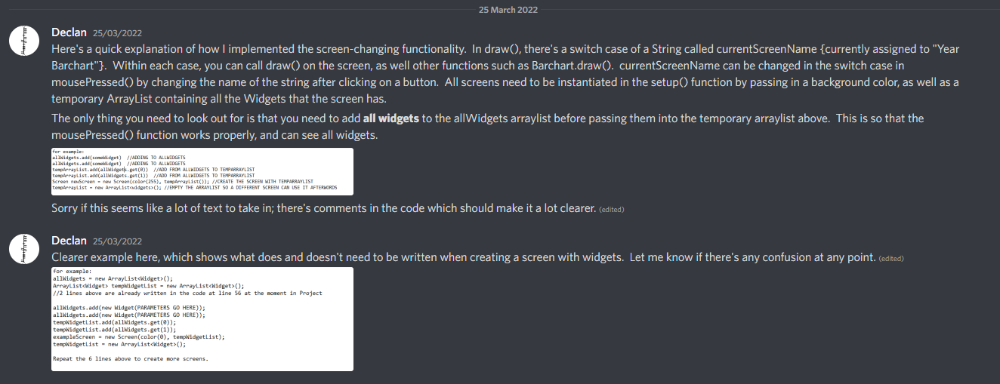 25 March 2022
Declan 25/03/2022
Here's a quick explanation of how I implemented the screen-changing functionality. In draw(), there's a switch case of a String called currentScreenName {currently assigned to "Year
Barchart"}. Within each case, you can call draw() on the screen, as well other functions such as Barchart.draw(). currentScreenName can be changed in the switch case in
mousePressed() by changing the name of the string after clicking on a button. All screens need to be instantiated in the setup() function by passing in a background color, as well as a
temporary ArrayList containing all the Widgets that the screen has.
The only thing you need to look out for is that you need to add all widgets to the allWidgets arraylist before passing them into the temporary arraylist above. This is so that the
mousePressed() function works properly, and can see all widgets.
for example:
allWidgets.add(someWidget) //ADDING TO ALLWIDGETS
allWidgets.add(someWidget) //ADDING TO ALLWIDGETS
tempArrayList.add(allWidgets.get(0)) //ADD FROM ALLWIDGETS TO TEMPARRAYLIST
tempArrayList.add(allWidgets.get(1)) //ADD FROM ALLWIDGETS TO TEMPARRAYLIST
Screen newScreen = new Screen(color(255), tempArrayList()); //CREATE THE SCREEN WITH TEMPARRAYLIST
tempArrayList = new ArrayList<widgets>(); //EMPTY THE ARRAYLIST SO A DIFFERENT SCREEN CAN USE IT AFTERWORDS
Sorry if this seems like a lot of text to take in; there's comments in the code which should make it a lot clearer. (edited)
Declan 25/03/2022
Clearer example here, which shows what does and doesn't need to be written when creating a screen with widgets. Let me know if there's any confusion at any point. (edited)
for example:
allWidgets = new ArrayList<Widget>();
ArrayList<Widget> tempWidgetList = new ArrayList<Widget>();
//2 lines above are already written in the code at line 56 at the moment in Project
allWidgets.add(new Widget(PARAMETERS GO HERE));
allWidgets.add(new Widget(PARAMETERS GO HERE));
tempWidgetList.add(allWidgets.get(0));
tempWidgetList.add(allWidgets.get(1));
exampleScreen = new Screen(color(0), tempWidgetList);
tempWidgetList = new ArrayList<Widget>();
Repeat the 6 lines above to create more screens.